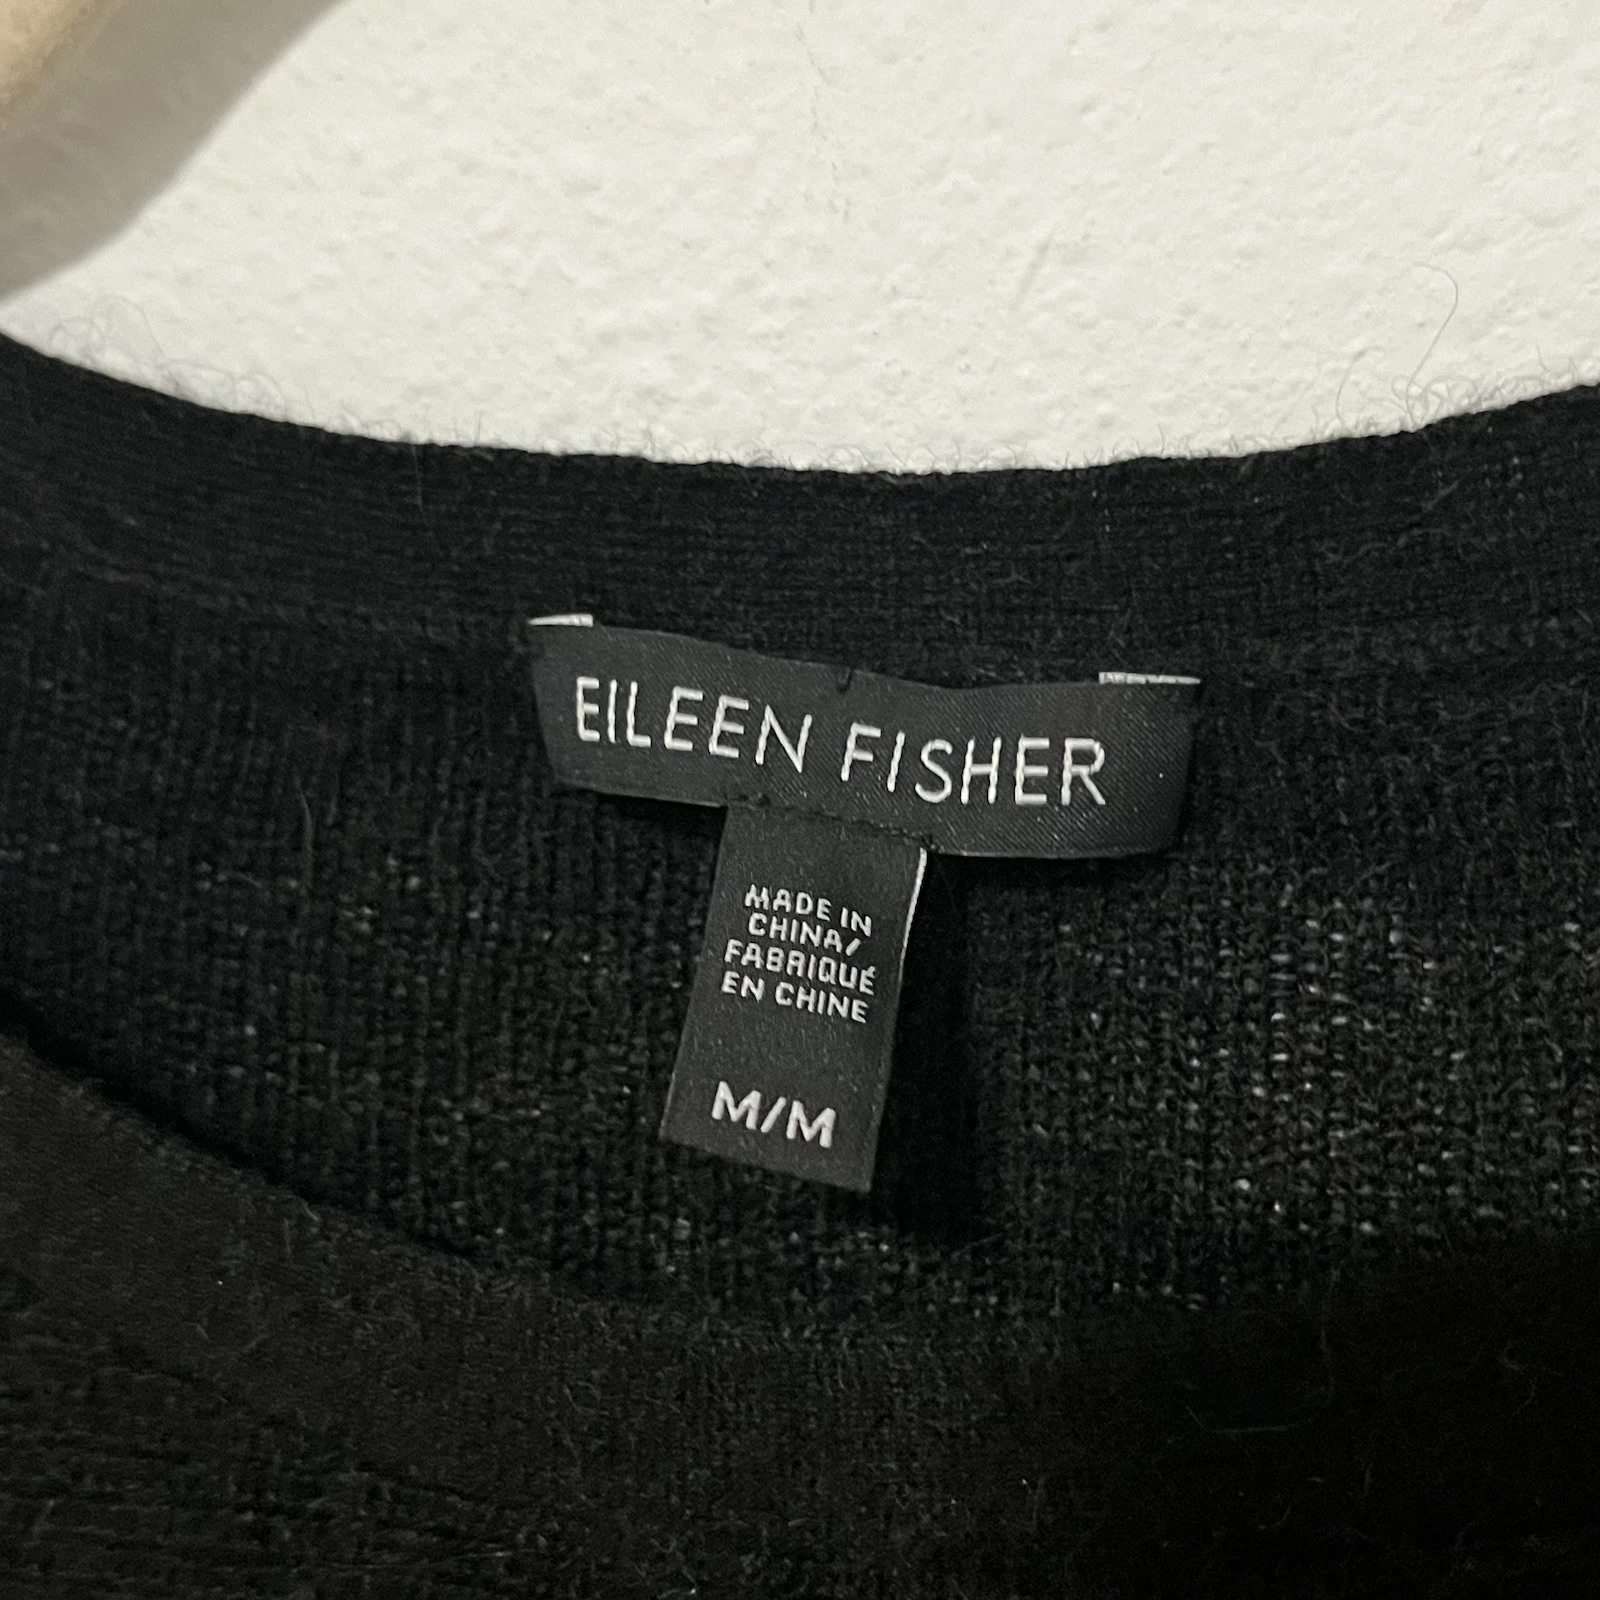 EILEEN FISHER
MADE IN
CHINA/
FABRIQUÉ
EN CHINE
M/M